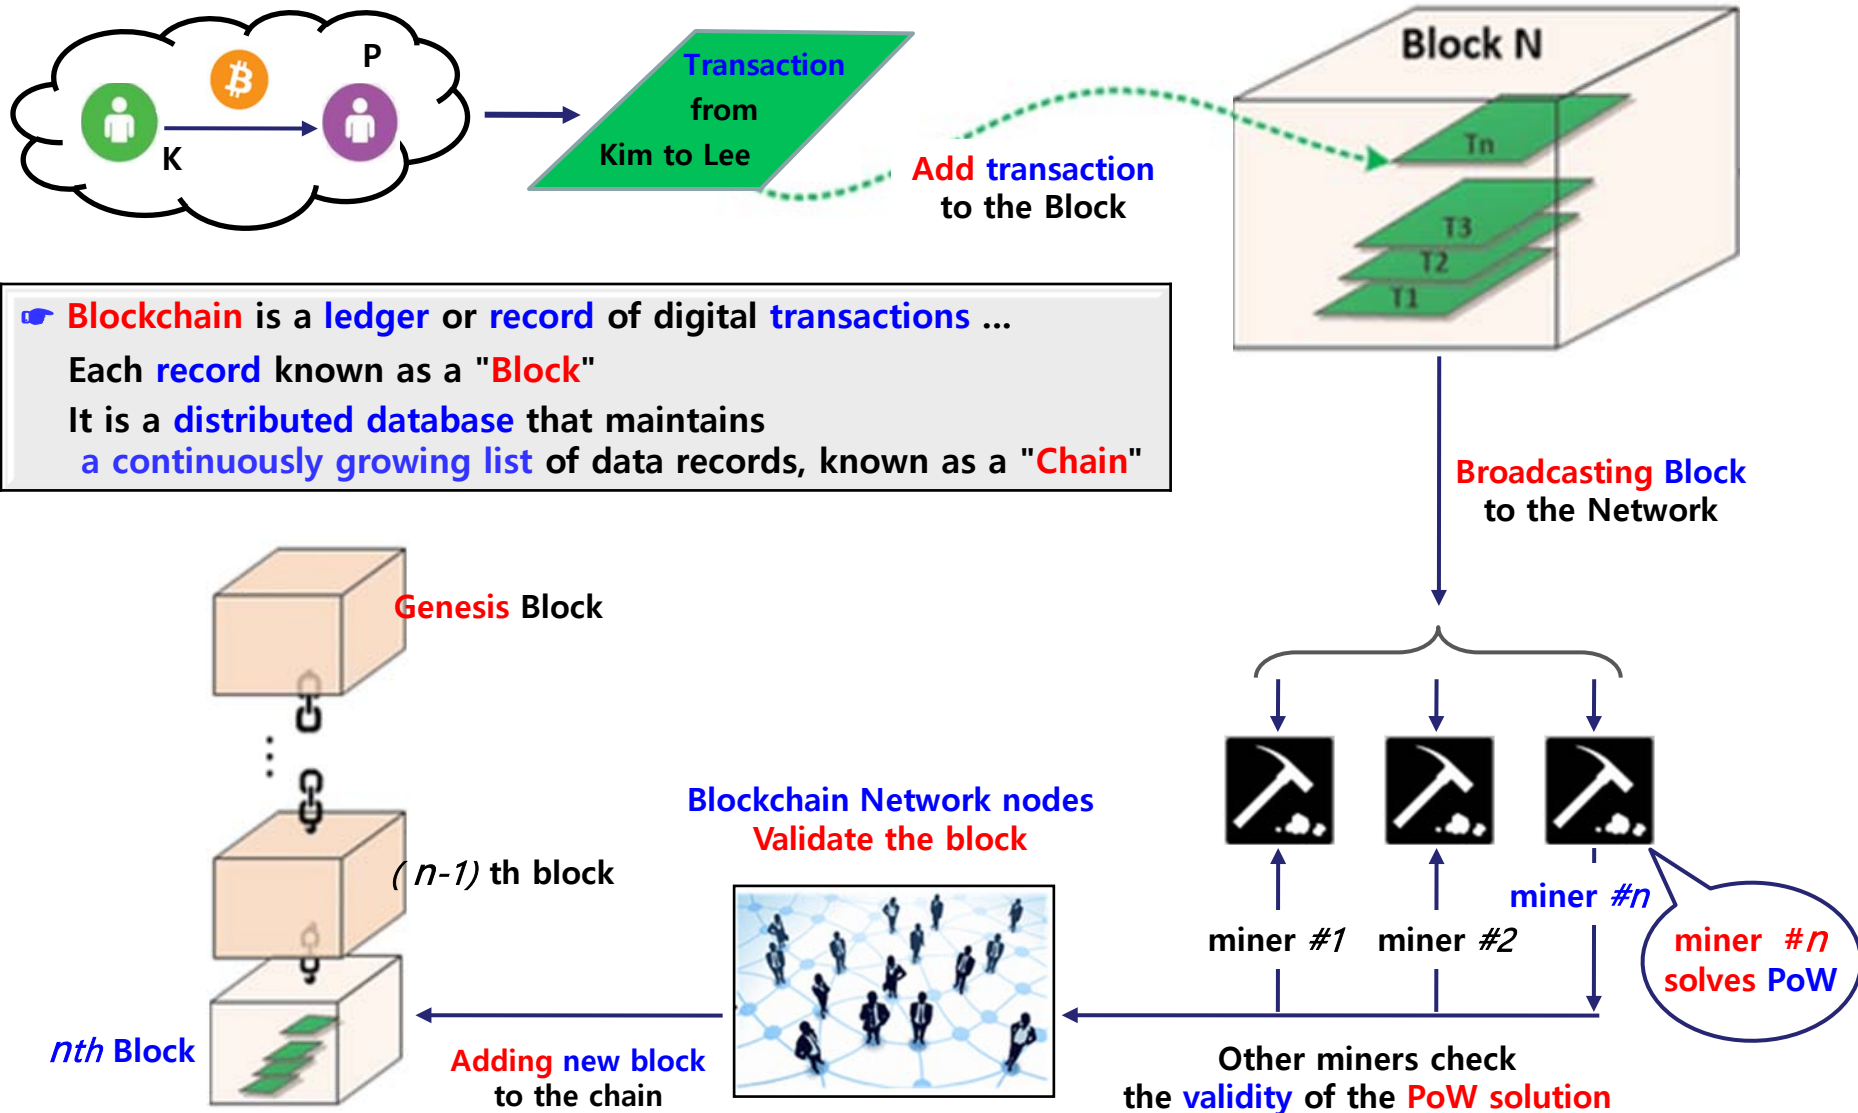 P
K
Transaction
from
Kim to Lee
Add transaction
to the Block
Block N
Tn
T3
T2
T1
☛ Blockchain is a ledger or record of digital transactions ...
Each record known as a "Block"
It is a distributed database that maintains
a continuously growing list of data records, known as a "Chain"
Broadcasting Block
to the Network
Genesis Block
⋮
( n-1) th block
nth Block
Blockchain Network nodes
Validate the block
miner #1
miner #2
miner #n
miner #n
solves PoW
Adding new block
to the chain
Other miners check
the validity of the PoW solution